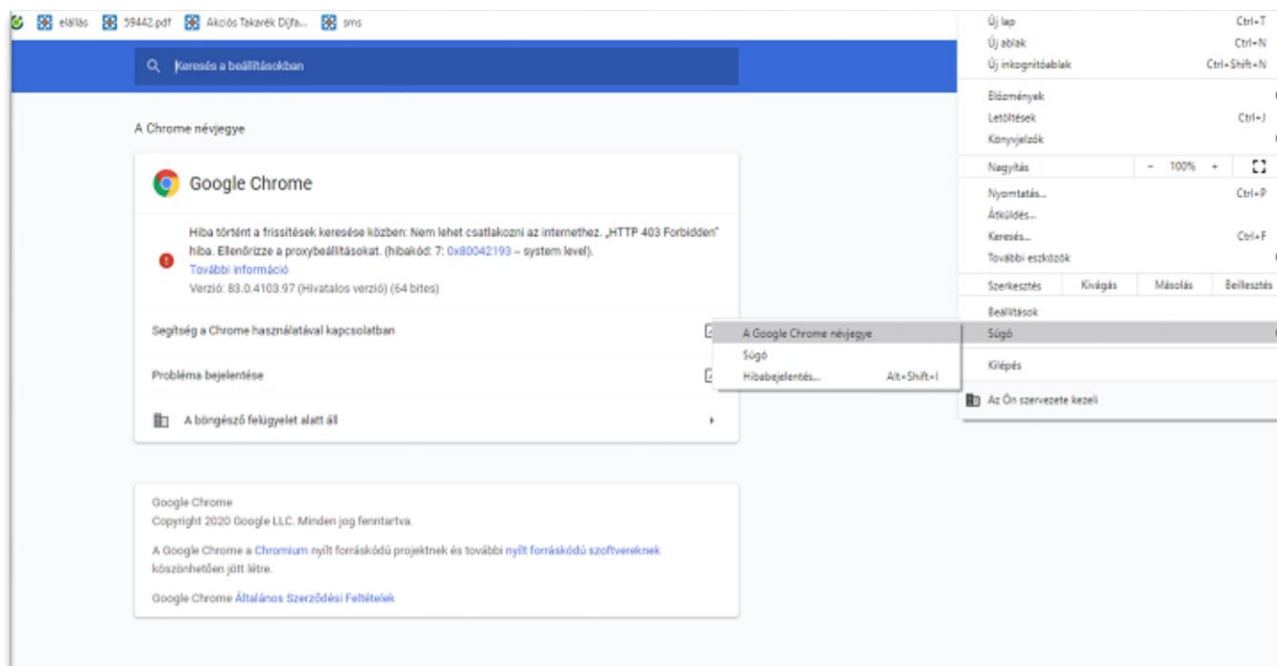 elállás 59442.pdf Akciós Takarék Díjfa... sms
Keresés a beállításokban
A Chrome névjegye
Google Chrome
Hiba történt a frissítések keresése közben: Nem lehet csatlakozni az internethez. „HTTP 403 Forbidden”
hiba. Ellenőrizze a proxybeállításokat. (hibakód: 7: 0x80042193 – system level).
További információ
Verzió: 83.0.4103.97 (Hivatalos verzió) (64 bites)
Segítség a Chrome használatával kapcsolatban
Probléma bejelentése
A böngésző felügyelet alatt áll
Google Chrome
Copyright 2020 Google LLC. Minden jog fenntartva.
A Google Chrome a Chromium nyílt forráskódú projektnek és további nyílt forráskódú szoftvereknek
köszönhetően jött létre.
Google Chrome Általános Szerződési Feltételek
Új lap Ctrl+T
Új ablak Ctrl+N
Új inkognitóablak Ctrl+Shift+N
Előzmények
Letöltések Ctrl+J
Könyvjelzők
Nagyítás - 100% +
Nyomtatás... Ctrl+P
Átküldés...
Keresés... Ctrl+F
További eszközök
Szerkesztés Kivágás Másolás Beillesztés
Beállítások
Súgó
Kilépés
Az Ön szervezete kezeli
A Google Chrome névjegye
Súgó
Hibabejelentés... Alt+Shift+I